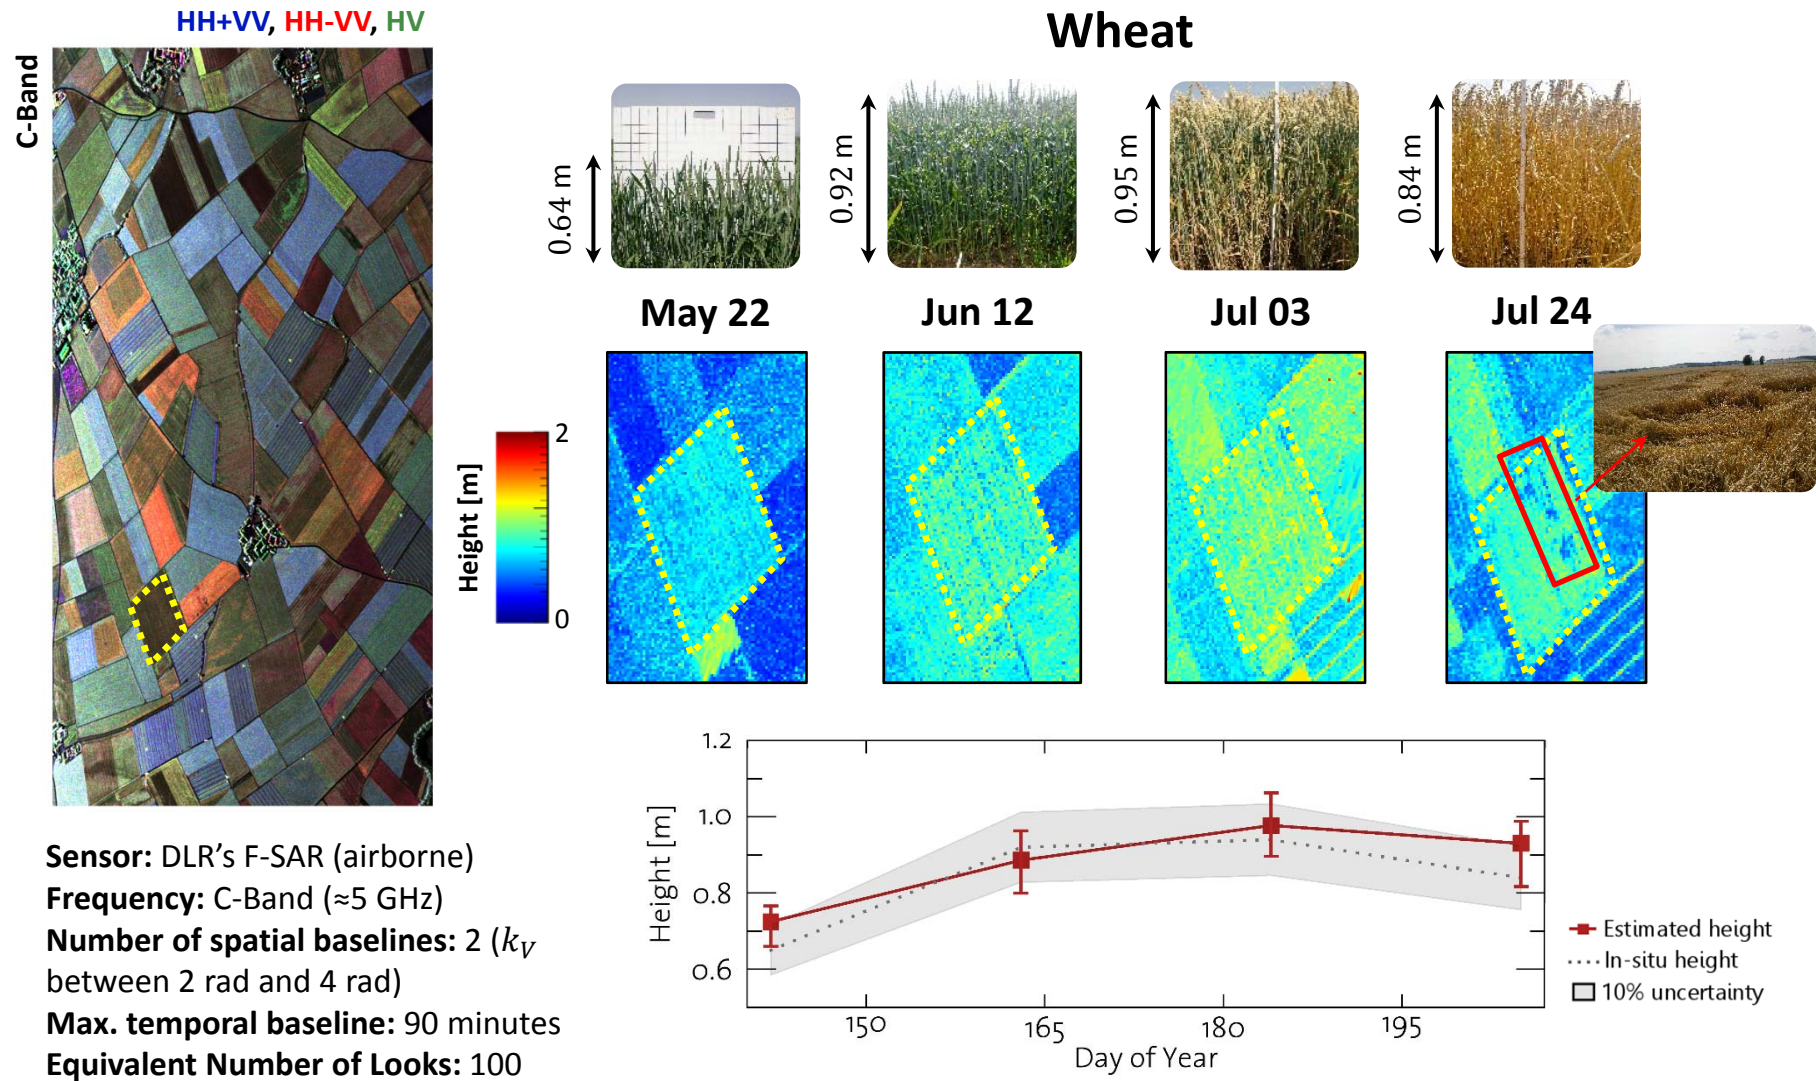 HH+VV, HH-VV, HV
C-Band
Wheat
0.64 m
0.92 m
0.95 m
0.84 m
May 22
Jun 12
Jul 03
Jul 24
Height [m]
2
0
1.2
1.0
0.8
0.6
Height [m]
150
165
180
195
Day of Year
Estimated height
In-situ height
10% uncertainty
Sensor: DLR's F-SAR (airborne)
Frequency: C-Band (≈5 GHz)
Number of spatial baselines: 2 (k_V
between 2 rad and 4 rad)
Max. temporal baseline: 90 minutes
Equivalent Number of Looks: 100